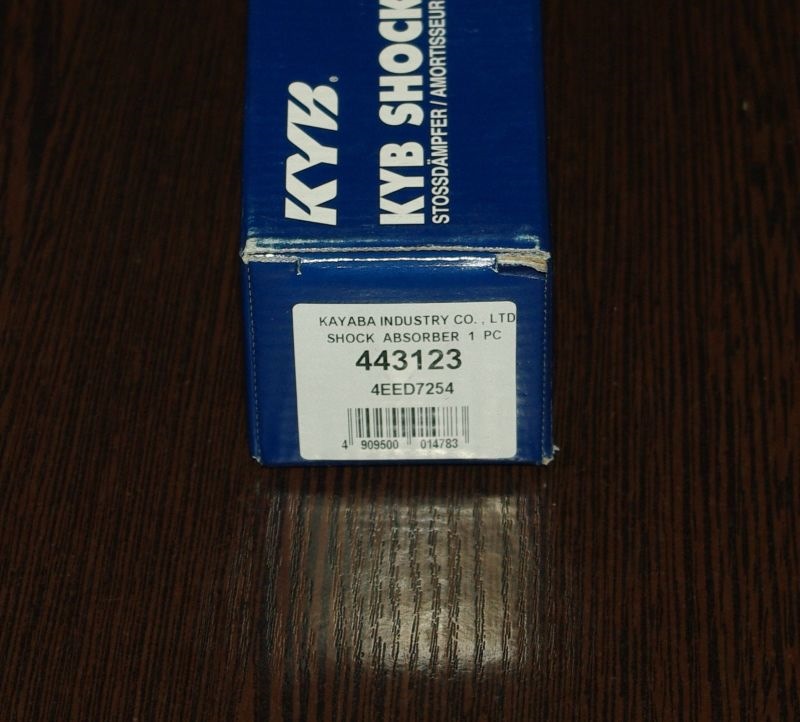 KYB®
KYB SHOCK
STOSSDÄMPFER / AMORTISSEUR
KAYABA INDUSTRY CO. , LTD
SHOCK ABSORBER 1 PC
443123
4EED7254
4 909500 014783